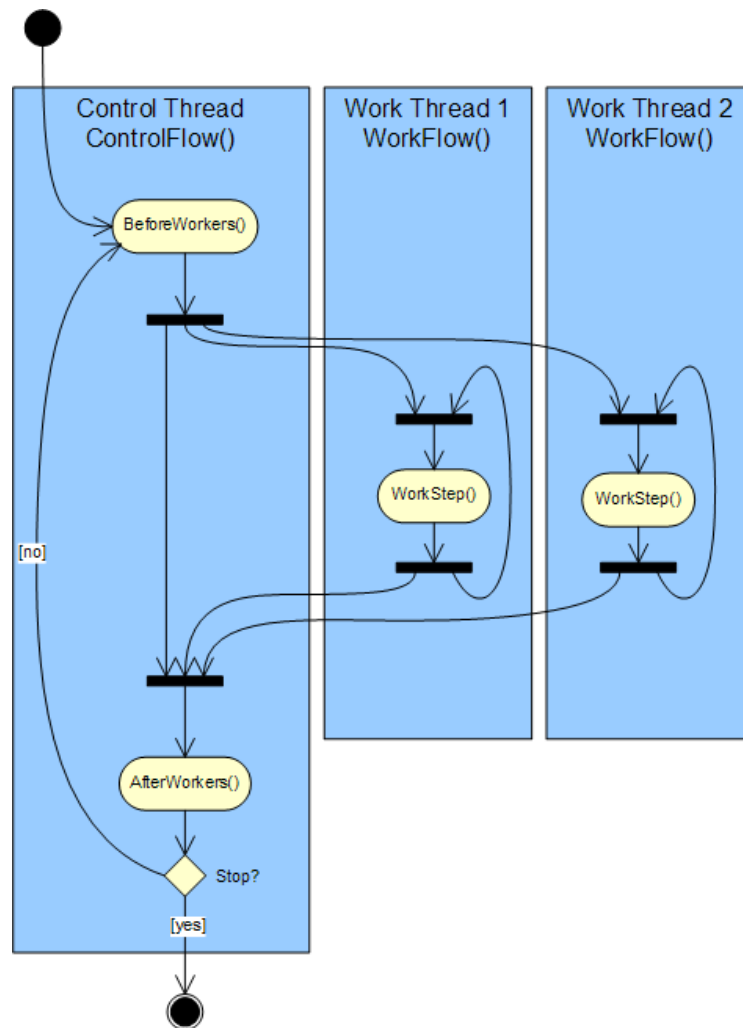 Control Thread
ControlFlow()
Work Thread 1
WorkFlow()
Work Thread 2
WorkFlow()
BeforeWorkers()
WorkStep()
WorkStep()
[no]
AfterWorkers()
Stop?
[yes]